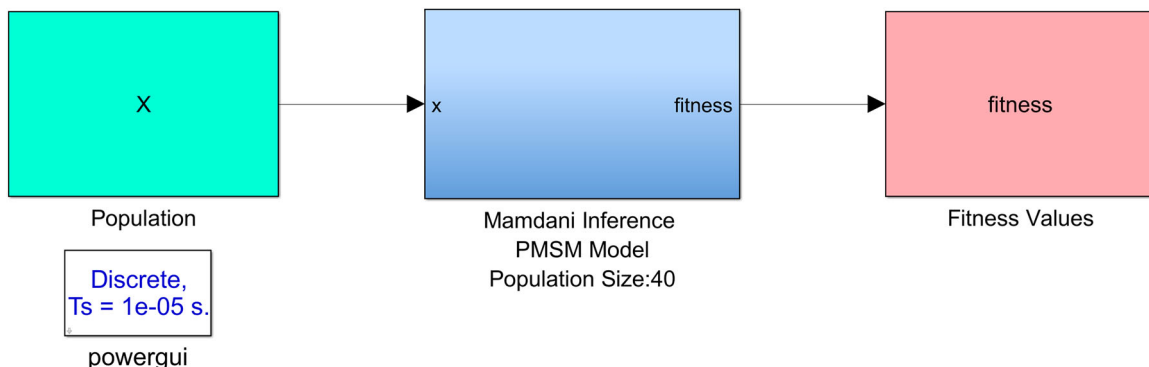 X
x
fitness
fitness
Population
Mamdani Inference
PMSM Model
Population Size:40
Fitness Values
Discrete,
Ts = 1e-05 s.
powergui